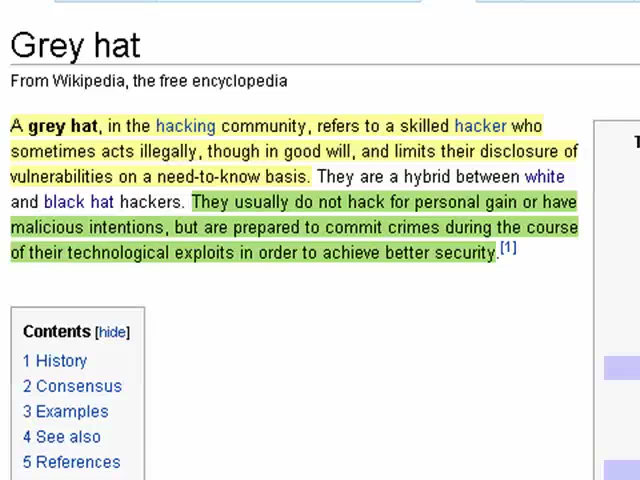 Grey hat
From Wikipedia, the free encyclopedia
A grey hat, in the hacking community, refers to a skilled hacker who
sometimes acts illegally, though in good will, and limits their disclosure of
vulnerabilities on a need-to-know basis. They are a hybrid between white
and black hat hackers. They usually do not hack for personal gain or have
malicious intentions, but are prepared to commit crimes during the course
of their technological exploits in order to achieve better security.[1]
T
Contents [hide]
1 History
2 Consensus
3 Examples
4 See also
5 References